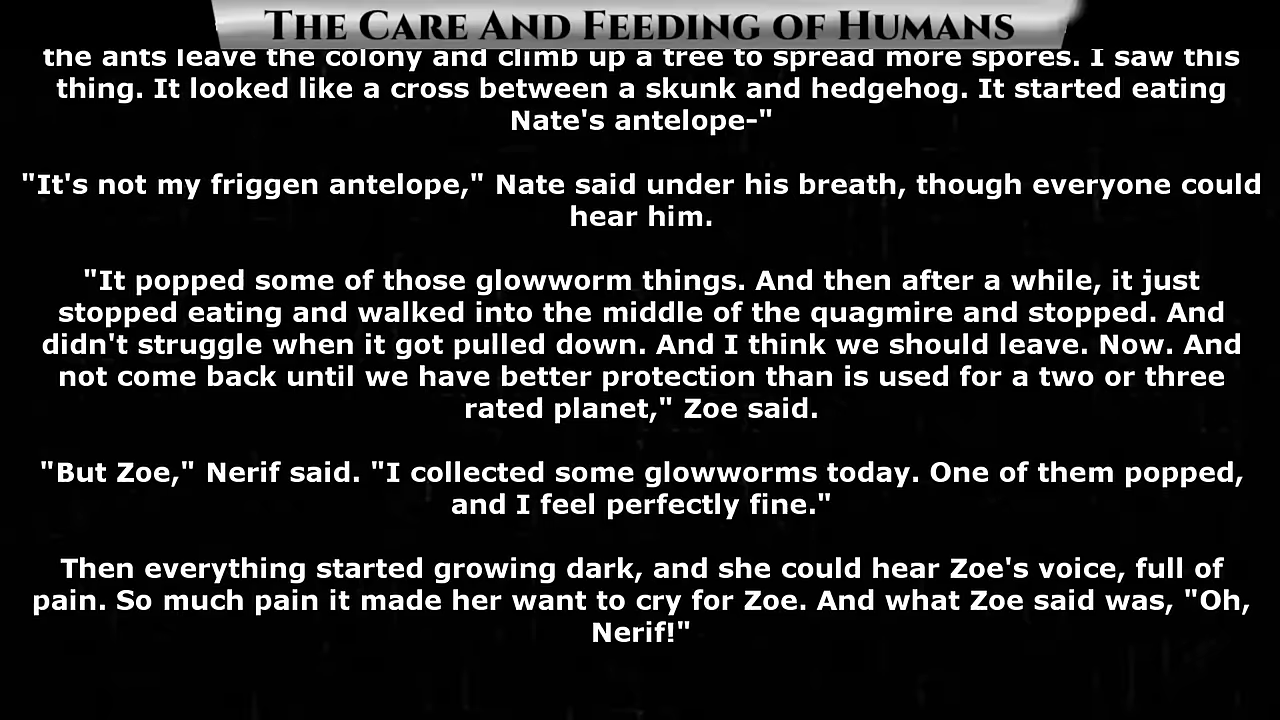 The Care And Feeding of Humans
the ants leave the colony and climb up a tree to spread more spores. I saw this
thing. It looked like a cross between a skunk and hedgehog. It started eating
Nate's antelope-"
"It's not my friggen antelope," Nate said under his breath, though everyone could
hear him.
"It popped some of those glowworm things. And then after a while, it just
stopped eating and walked into the middle of the quagmire and stopped. And
didn't struggle when it got pulled down. And I think we should leave. Now. And
not come back until we have better protection than is used for a two or three
rated planet," Zoe said.
"But Zoe," Nerif said. "I collected some glowworms today. One of them popped,
and I feel perfectly fine."
Then everything started growing dark, and she could hear Zoe's voice, full of
pain. So much pain it made her want to cry for Zoe. And what Zoe said was, "Oh,
Nerif!"